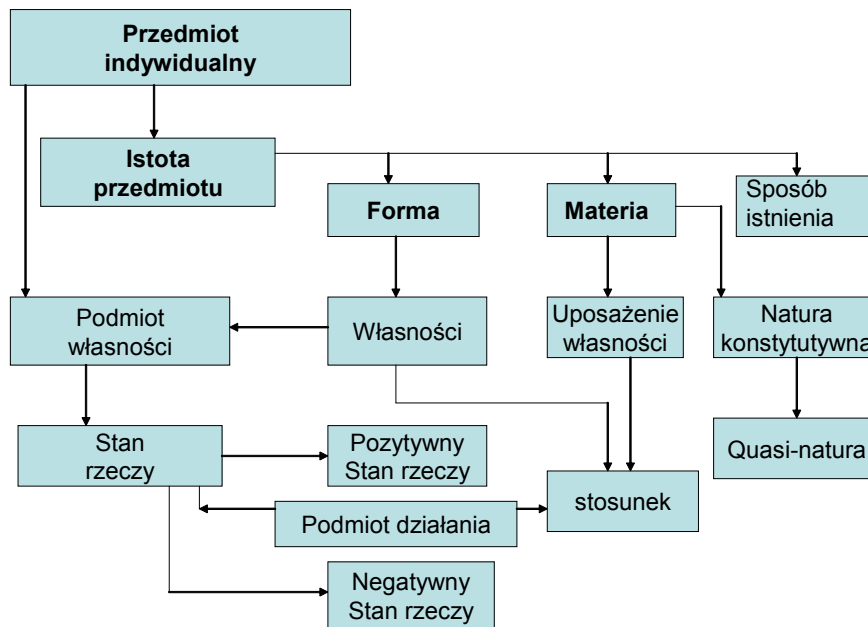 Przedmiot
indywidualny
Istota
przedmiotu
Forma
Materia
Sposób
istnienia
Podmiot
własności
Własności
Uposażenie
własności
Natura
konstytutywna
Stan
rzeczy
Pozytywny
Stan rzeczy
Quasi-natura
stosunek
Podmiot działania
Negatywny
Stan rzeczy